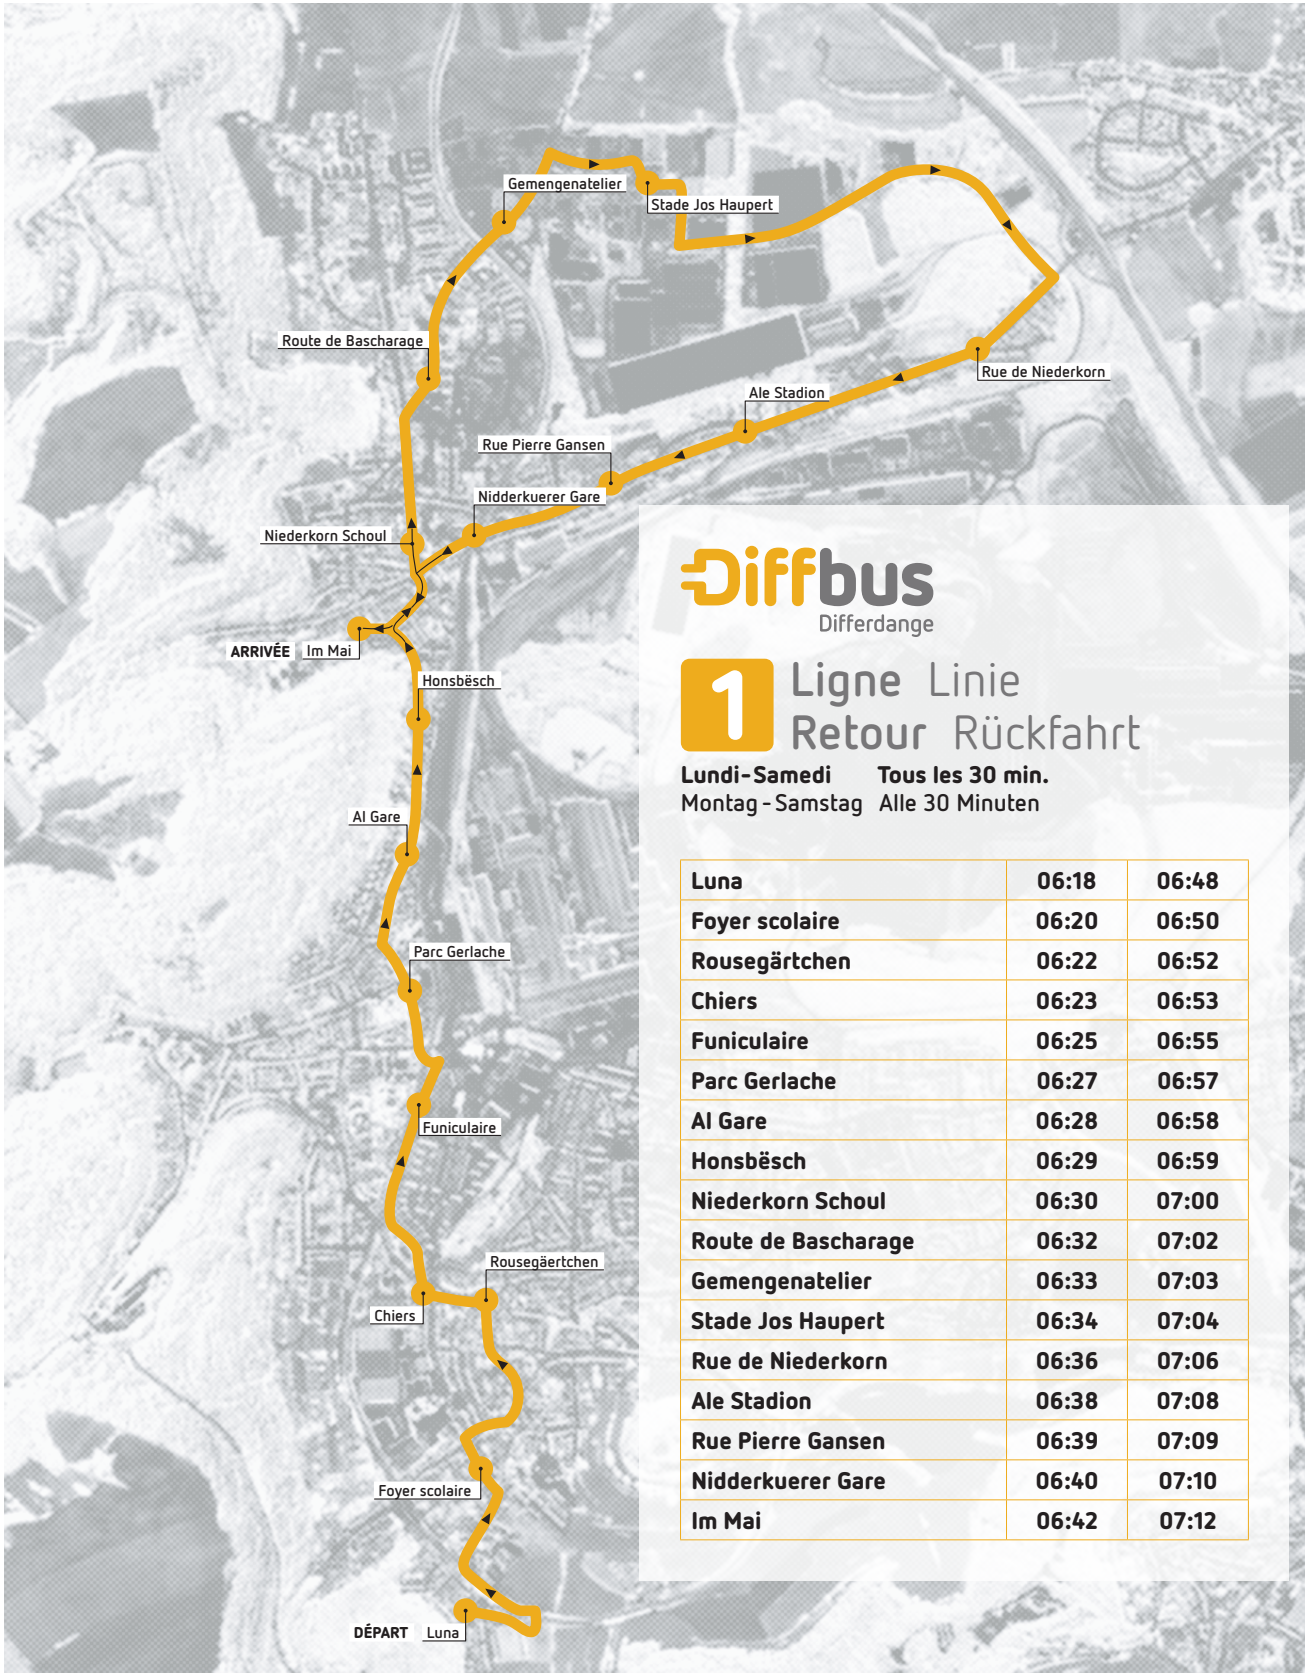 Gemengenatelier
Stade Jos Haupert
Route de Bascharage
Rue de Niederkorn
Ale Stadion
Rue Pierre Gansen
Nidderkuerer Gare
Niederkorn Schoul
ARRIVÉE Im Mai
Honsbësch
Al Gare
Parc Gerlache
Funiculaire
Rousegäertchen
Chiers
Foyer scolaire
DÉPART Luna
Diffbus
Differdange
1 Ligne Linie
Retour Rückfahrt
Lundi-Samedi Tous les 30 min.
Montag - Samstag Alle 30 Minuten
Luna 06:18 06:48
Foyer scolaire 06:20 06:50
Rousegärtchen 06:22 06:52
Chiers 06:23 06:53
Funiculaire 06:25 06:55
Parc Gerlache 06:27 06:57
Al Gare 06:28 06:58
Honsbësch 06:29 06:59
Niederkorn Schoul 06:30 07:00
Route de Bascharage 06:32 07:02
Gemengenatelier 06:33 07:03
Stade Jos Haupert 06:34 07:04
Rue de Niederkorn 06:36 07:06
Ale Stadion 06:38 07:08
Rue Pierre Gansen 06:39 07:09
Nidderkuerer Gare 06:40 07:10
Im Mai 06:42 07:12